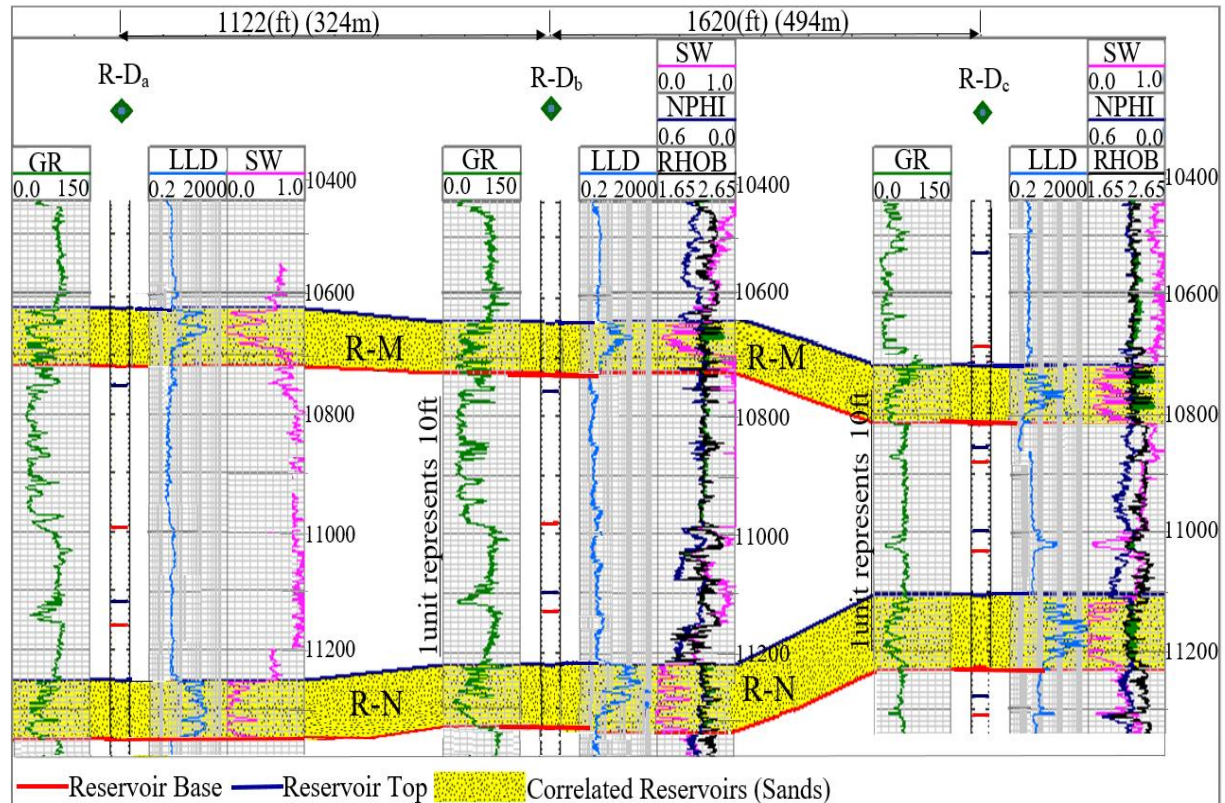 1122(ft) (324m) 1620(ft) (494m)
R-Da R-Db R-Dc
SW SW
0.0 1.0 0.0 1.0
NPHI NPHI
0.6 0.0 0.6 0.0
GR LLD SW GR LLD RHOB GR LLD RHOB
0.0 150 0.2 2000 0.0 1.0 0.0 150 0.2 2000 1.65 2.65 0.0 150 0.2 2000 1.65 2.65
10400 10400 10400
10600 10600 10600
R-M R-M
10800 10800 10800
1unit represents 10ft 1unit represents 10ft
11000 11000 11000
11200 11200 11200
R-N R-N
Reservoir Base Reservoir Top Correlated Reservoirs (Sands)